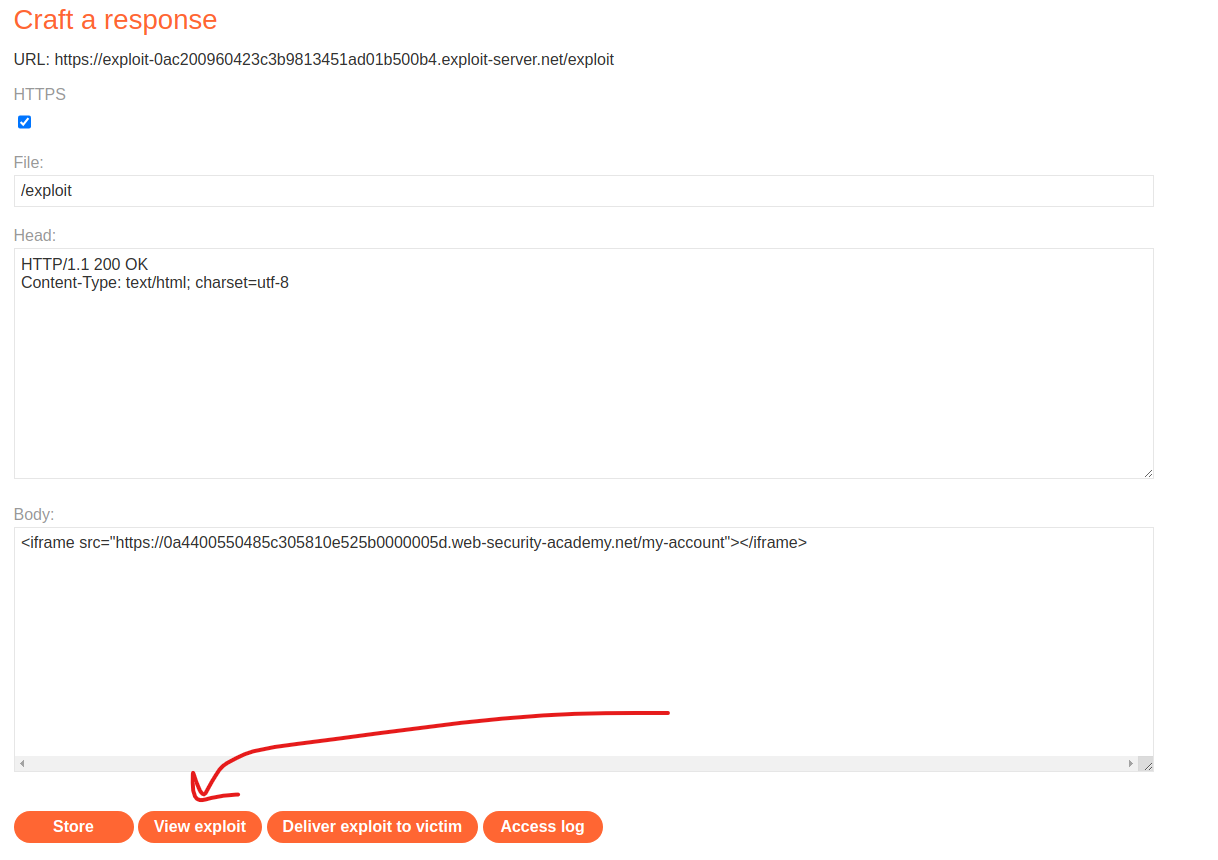 Craft a response
URL: https://exploit-0ac200960423c3b9813451ad01b500b4.exploit-server.net/exploit
HTTPS
File:
/exploit
Head:
HTTP/1.1 200 OK
Content-Type: text/html; charset=utf-8
Body:
<iframe src="https://0a4400550485c305810e525b0000005d.web-security-academy.net/my-account"></iframe>
Store View exploit Deliver exploit to victim Access log